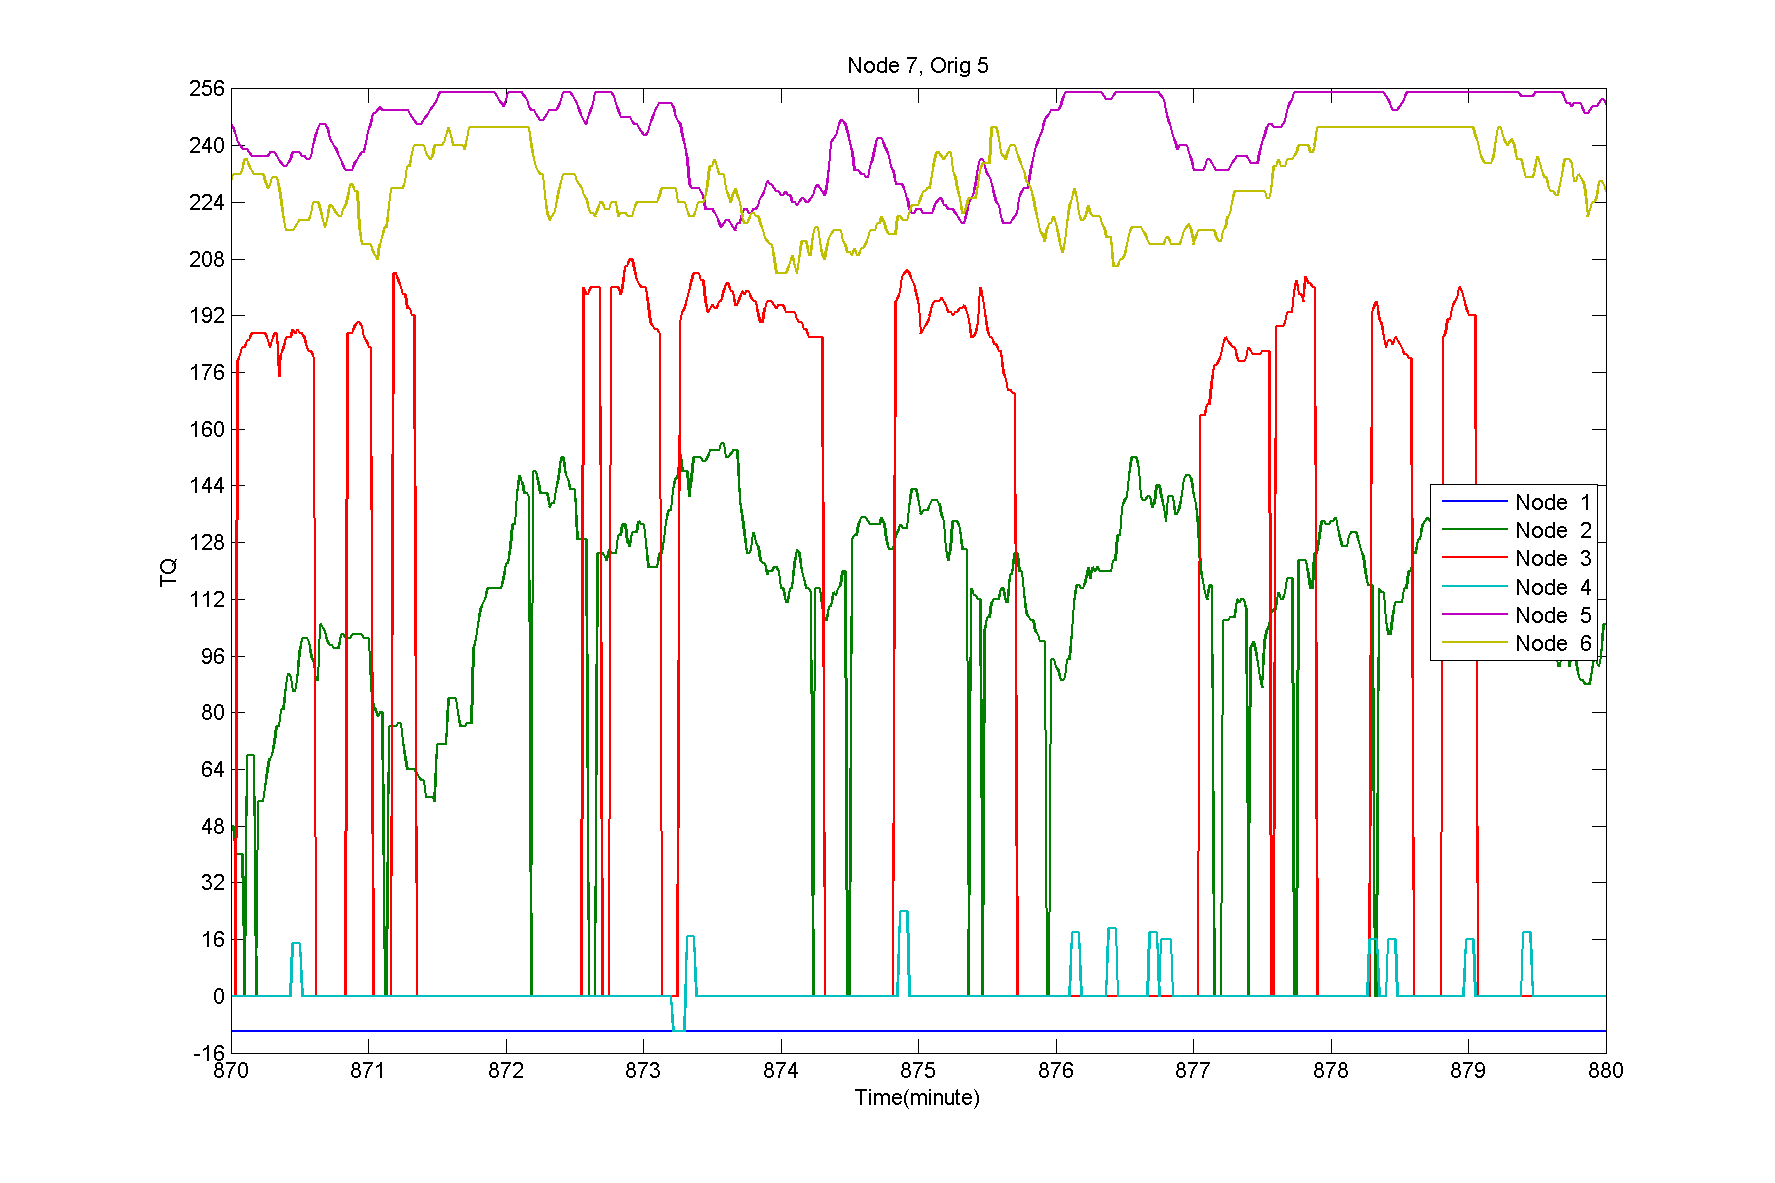 Node 7, Orig 5
256
240
224
208
192
176
160
144
128
112
96
80
64
48
32
16
0
-16
TQ
Node 1
Node 2
Node 3
Node 4
Node 5
Node 6
870 871 872 873 874 875 876 877 878 879 880
Time(minute)